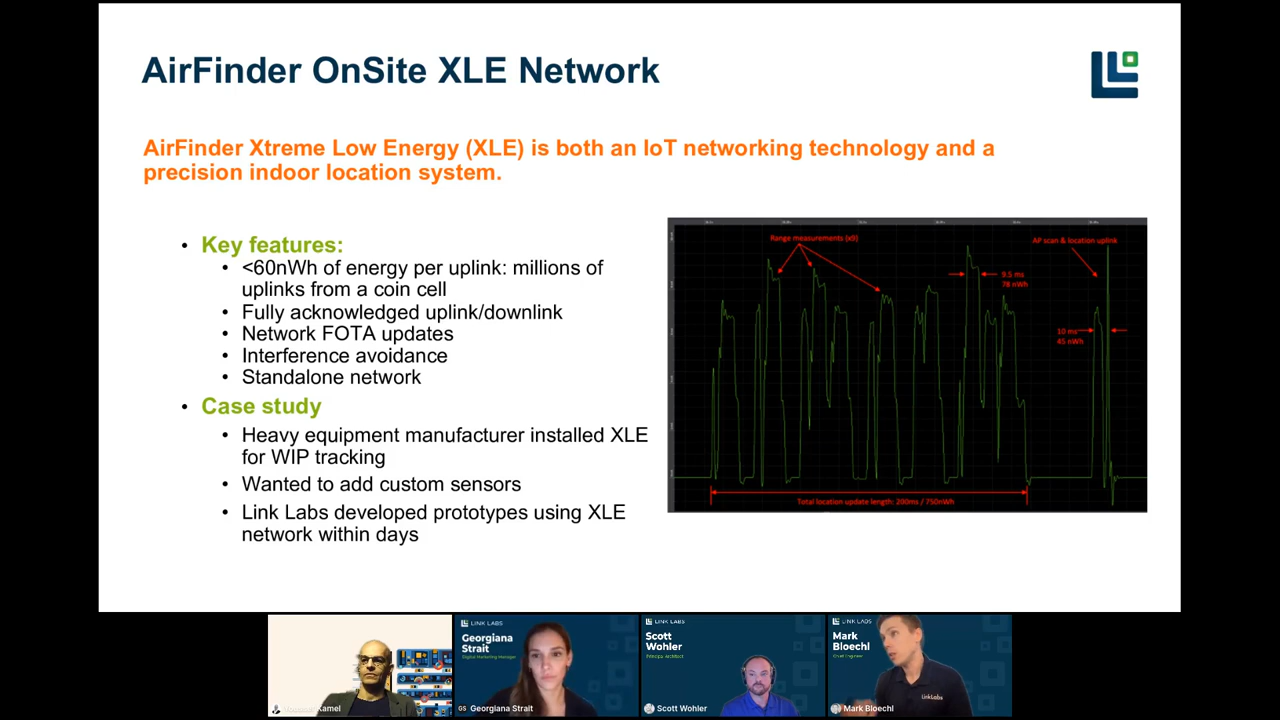 AirFinder OnSite XLE Network
AirFinder Xtreme Low Energy (XLE) is both an IoT networking technology and a
precision indoor location system.
• Key features:
• <60nWh of energy per uplink: millions of
uplinks from a coin cell
• Fully acknowledged uplink/downlink
• Network FOTA updates
• Interference avoidance
• Standalone network
• Case study
• Heavy equipment manufacturer installed XLE
for WIP tracking
• Wanted to add custom sensors
• Link Labs developed prototypes using XLE
network within days
Range measurements (x9)
AP scan & location uplink
9.5 ms
78 nWh
10 ms
45 nWh
Total location update length: 200ms / 750nWh
Kamel
LINK LABS
Georgiana
Strait
Digital Marketing Manager
GS Georgiana Strait
LINK LABS
Scott
Wohler
Principal Architect
Scott Wohler
LINK LABS
Mark
Bloechl
Chief Engineer
LinkLabs
Mark Bloechl